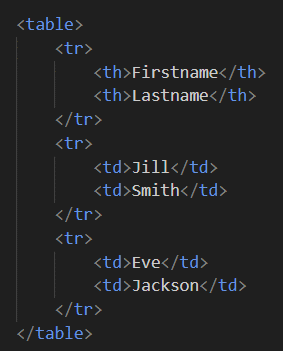 <table>
    <tr>
        <th>Firstname</th>
        <th>Lastname</th>
    </tr>
    <tr>
        <td>Jill</td>
        <td>Smith</td>
    </tr>
    <tr>
        <td>Eve</td>
        <td>Jackson</td>
    </tr>
</table>